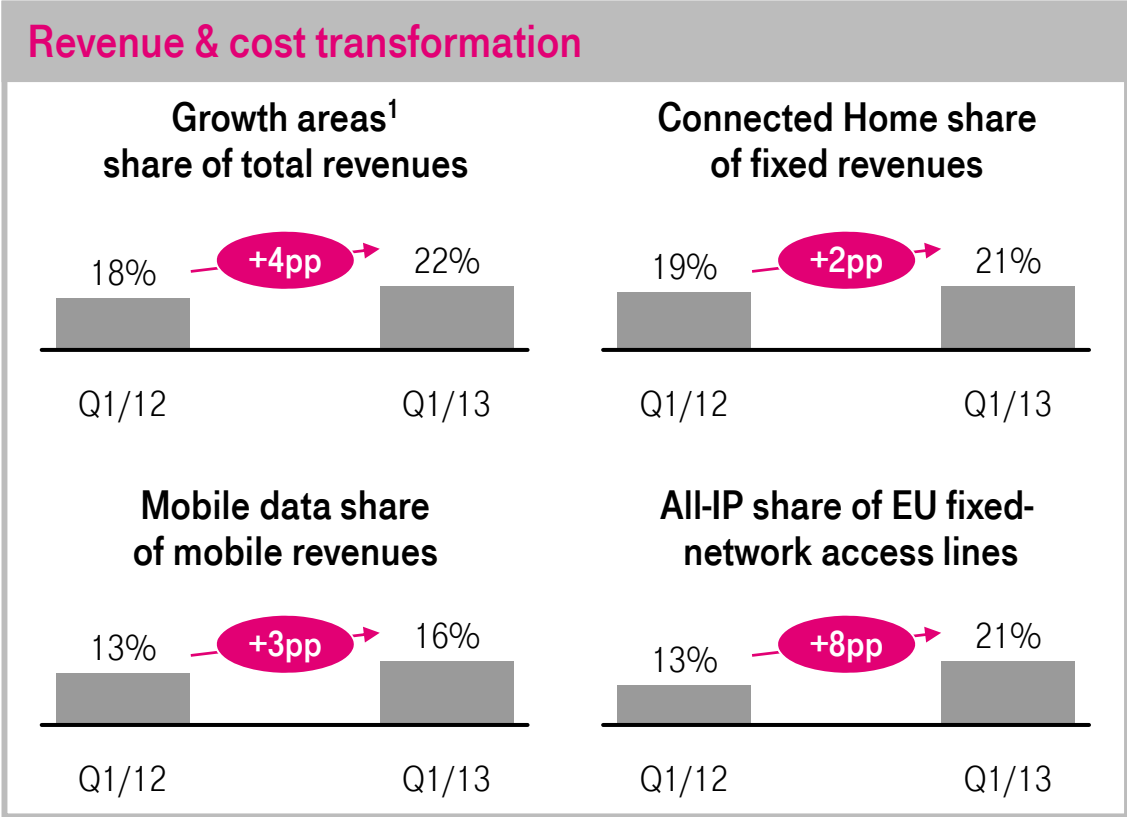 Revenue & cost transformation
Growth areas¹
share of total revenues
18%
+4pp
22%
Q1/12
Q1/13
Connected Home share
of fixed revenues
19%
+2pp
21%
Q1/12
Q1/13
Mobile data share
of mobile revenues
13%
+3pp
16%
Q1/12
Q1/13
All-IP share of EU fixed-
network access lines
13%
+8pp
21%
Q1/12
Q1/13